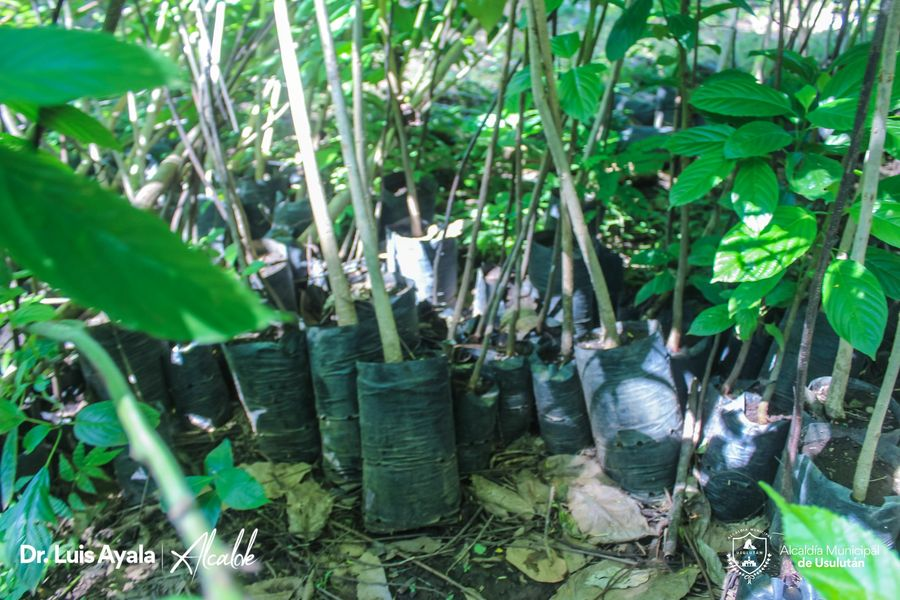 Dr. Luis Ayala | Alcalde
Alcaldía Municipal
de Usulután